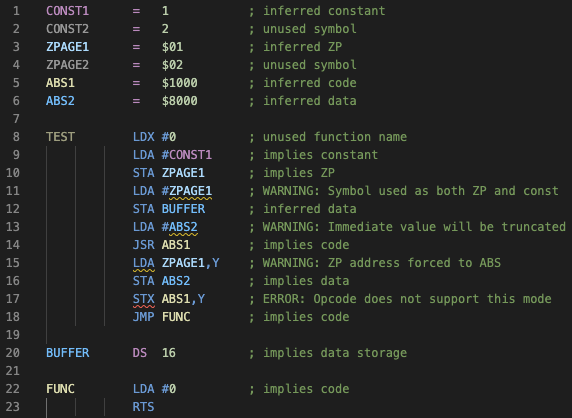 1 CONST1 = 1 ; inferred constant
2 CONST2 = 2 ; unused symbol
3 ZPAGE1 = $01 ; inferred ZP
4 ZPAGE2 = $02 ; unused symbol
5 ABS1 = $1000 ; inferred code
6 ABS2 = $8000 ; inferred data
7
8 TEST LDX #0 ; unused function name
9 LDA #CONST1 ; implies constant
10 STA ZPAGE1 ; implies ZP
11 LDA #ZPAGE1 ; WARNING: Symbol used as both ZP and const
12 STA BUFFER ; inferred data
13 LDA #ABS2 ; WARNING: Immediate value will be truncated
14 JSR ABS1 ; implies code
15 LDA ZPAGE1,Y ; WARNING: ZP address forced to ABS
16 STA ABS2 ; implies data
17 STX ABS1,Y ; ERROR: Opcode does not support this mode
18 JMP FUNC ; implies code
19
20 BUFFER DS 16 ; implies data storage
21
22 FUNC LDA #0 ; implies code
23 RTS